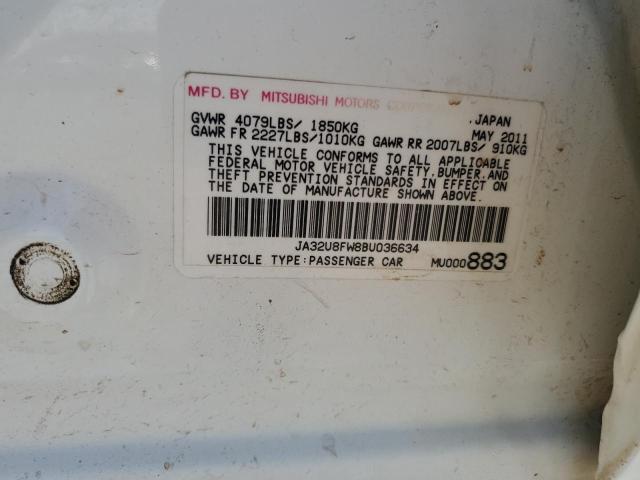 MFD. BY MITSUBISHI MOTORS CORPORATION, JAPAN
GVWR 4079LBS/ 1850KG MAY 2011
GAWR FR 2227LBS/1010KG GAWR RR 2007LBS/ 910KG
THIS VEHICLE CONFORMS TO ALL APPLICABLE
FEDERAL MOTOR VEHICLE SAFETY,BUMPER,AND
THEFT PREVENTION STANDARDS IN EFFECT ON
THE DATE OF MANUFACTURE SHOWN ABOVE.
JA32U8FW8BU036634
VEHICLE TYPE:PASSENGER CAR MU000883